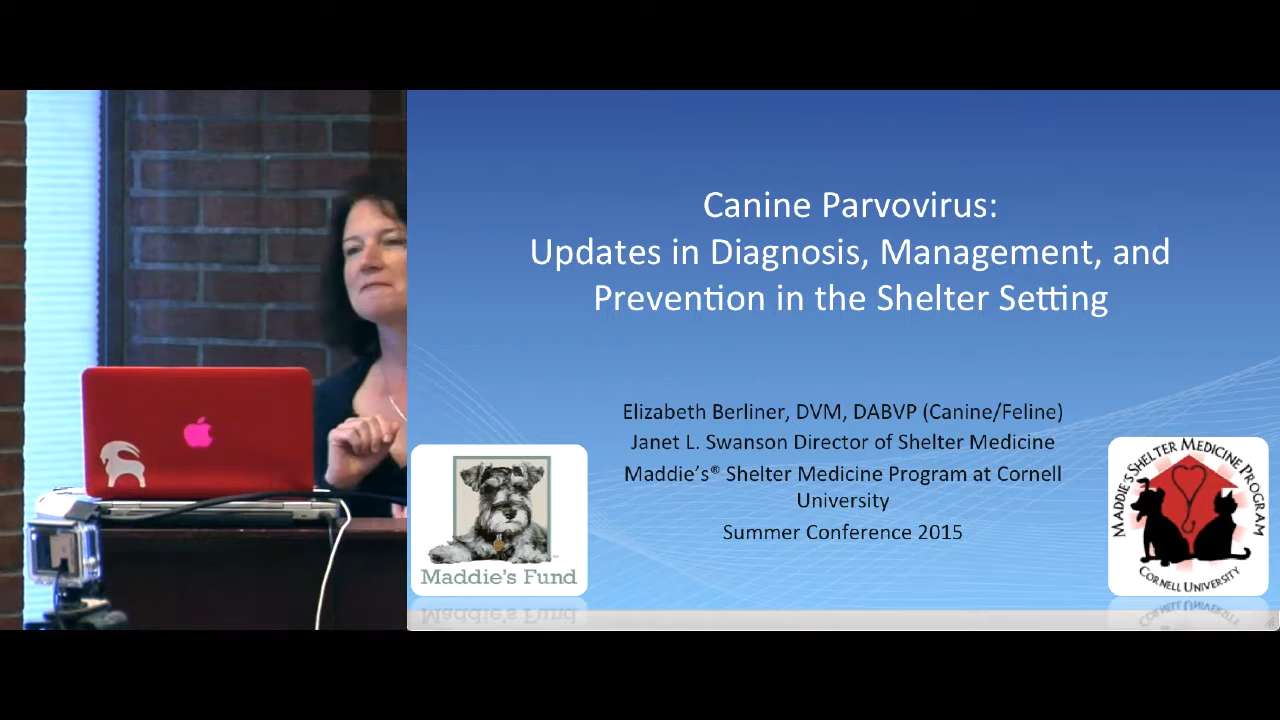 Canine Parvovirus:
Updates in Diagnosis, Management, and
Prevention in the Shelter Setting
Elizabeth Berliner, DVM, DABVP (Canine/Feline)
Janet L. Swanson Director of Shelter Medicine
Maddie's® Shelter Medicine Program at Cornell
University
Summer Conference 2015
Maddie's Fund
MADDIE'S SHELTER MEDICINE PROGRAM
CORNELL UNIVERSITY